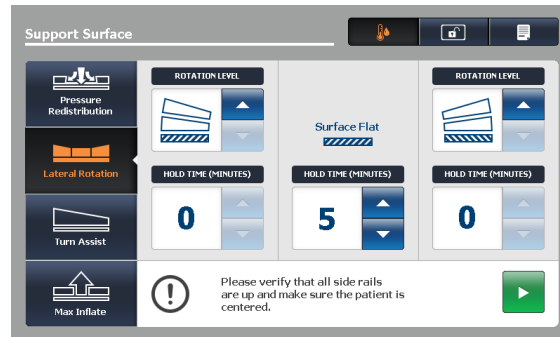 Support Surface
Pressure
Redistribution
Lateral Rotation
Turn Assist
Max Inflate
ROTATION LEVEL
Surface Flat
ROTATION LEVEL
HOLD TIME (MINUTES)
HOLD TIME (MINUTES)
HOLD TIME (MINUTES)
0
5
0
Please verify that all side rails
are up and make sure the patient is
centered.